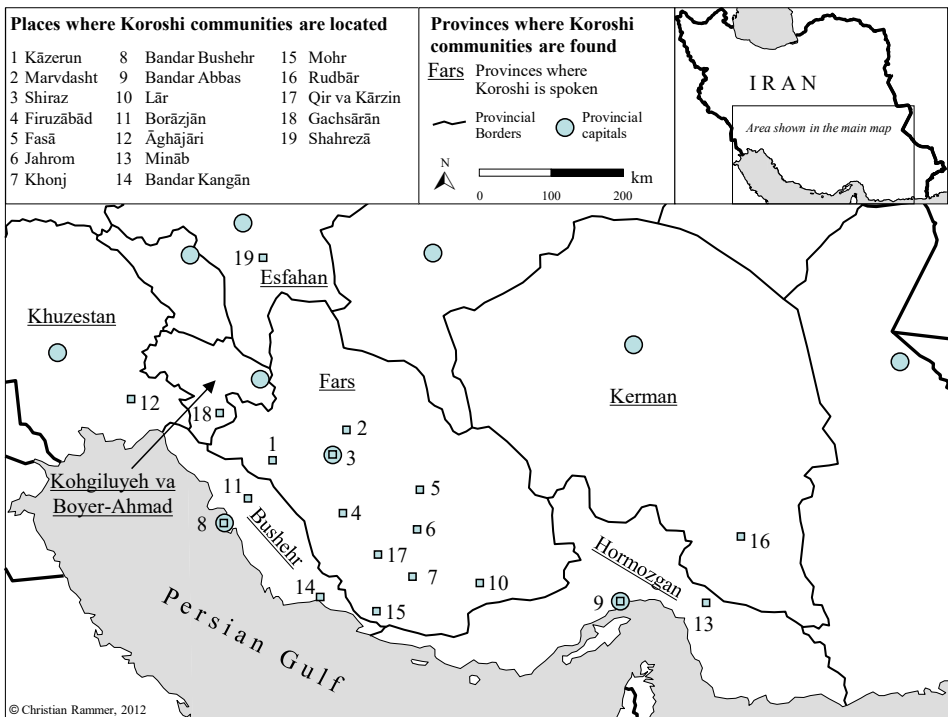 Places where Koroshi communities are located
1 Kāzerun
2 Marvdasht
3 Shiraz
4 Firuzābād
5 Fasā
6 Jahrom
7 Khonj
8 Bandar Bushehr
9 Bandar Abbas
10 Lār
11 Borāzjān
12 Āghājāri
13 Mināb
14 Bandar Kangān
15 Mohr
16 Rudbār
17 Qir va Kārzin
18 Gachsārān
19 Shahrezā
Provinces where Koroshi
communities are found
Fars Provinces where
Koroshi is spoken
Provincial
Borders
Provincial
capitals
N
km
0 100 200
IRAN
Area shown in the main map
19
Esfahan
Khuzestan
Fars
Kerman
12
18
2
1
3
Kohgiluyeh va
Boyer-Ahmad
11
5
4
8
6
Bushehr
16
17
Hormozgan
7
10
14
9
15
13
Persian Gulf
© Christian Rammer, 2012